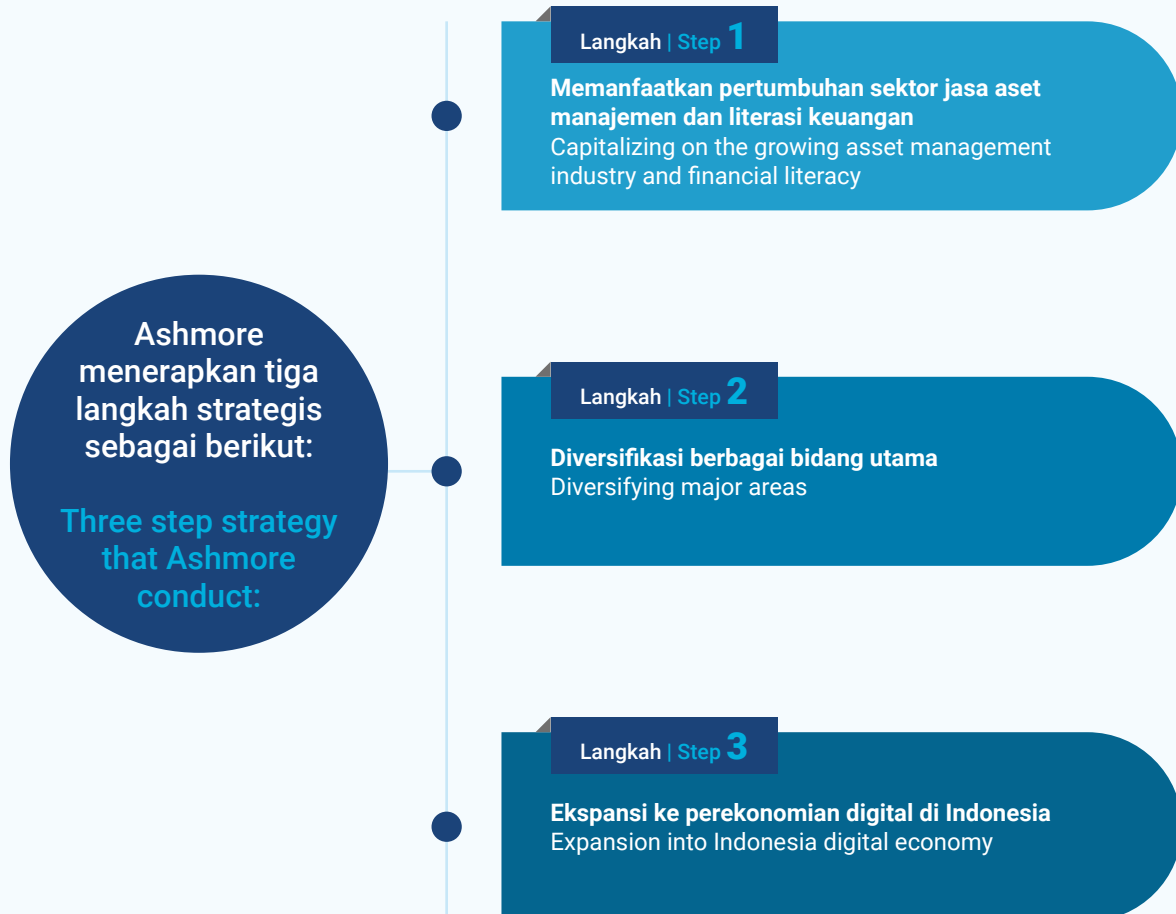 Ashmore
menerapkan tiga
langkah strategis
sebagai berikut:
Three step strategy
that Ashmore
conduct:
Langkah | Step 1
Memanfaatkan pertumbuhan sektor jasa aset
manajemen dan literasi keuangan
Capitalizing on the growing asset management
industry and financial literacy
Langkah | Step 2
Diversifikasi berbagai bidang utama
Diversifying major areas
Langkah | Step 3
Ekspansi ke perekonomian digital di Indonesia
Expansion into Indonesia digital economy